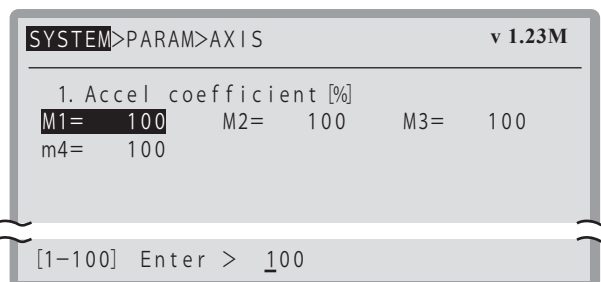 SYSTEM>PARAM>AXIS v 1.23M
1. Accel coefficient [%]
M1= 100 M2= 100 M3= 100
m4= 100
[1-100] Enter > 100